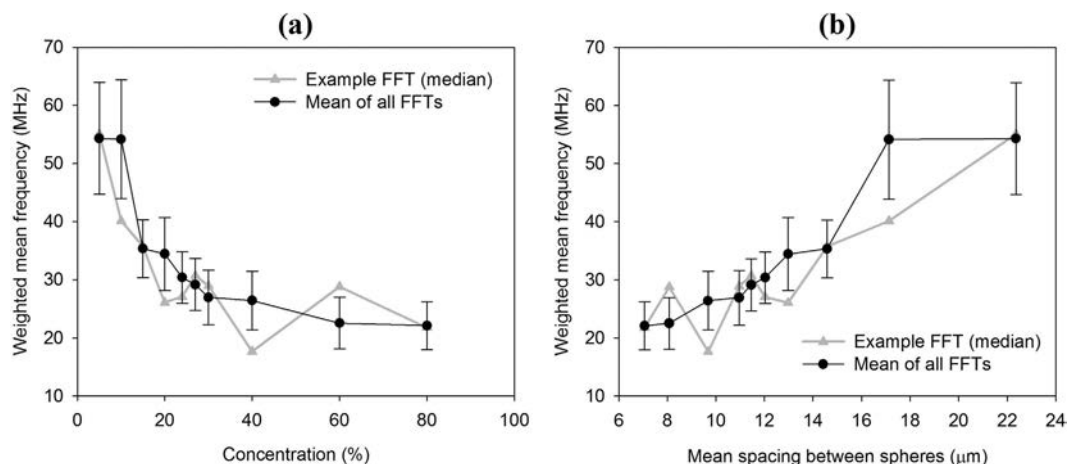 (a)
70
60
50
40
30
20
10
Weighted mean frequency (MHz)
Example FFT (median)
Mean of all FFTs
0 20 40 60 80 100
Concentration (%)
(b)
70
60
50
40
30
20
10
Weighted mean frequency (MHz)
Example FFT (median)
Mean of all FFTs
6 8 10 12 14 16 18 20 22 24
Mean spacing between spheres (μm)